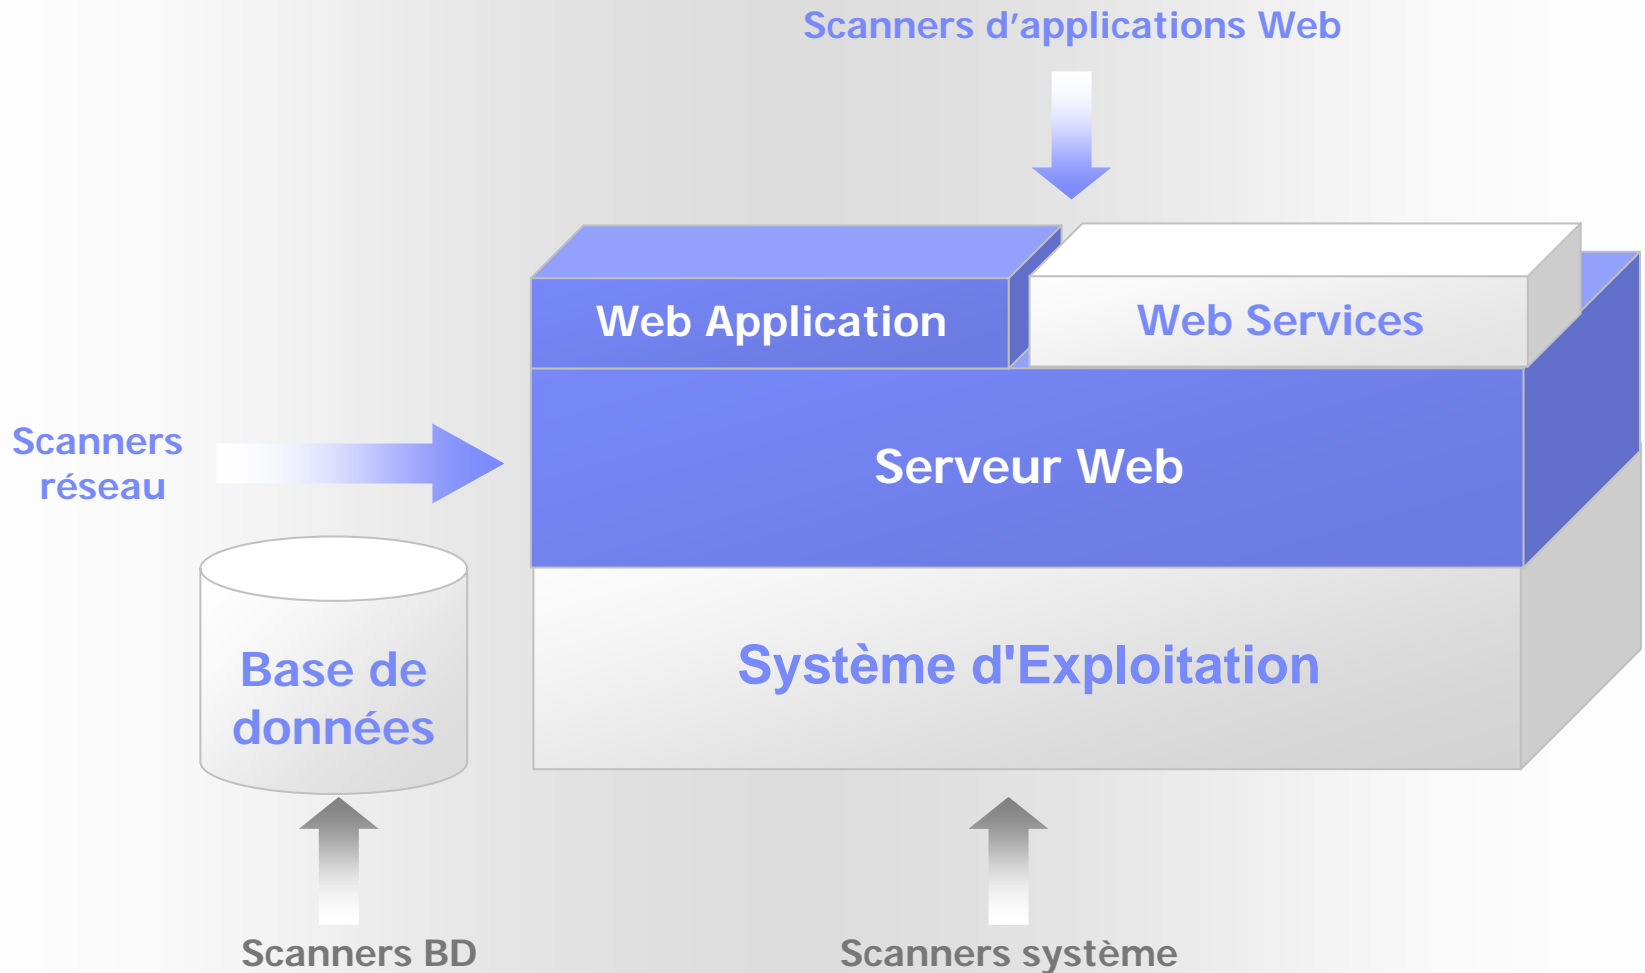 Scanners d’applications Web
Web Application
Web Services
Scanners
réseau
Serveur Web
Base de
données
Système d'Exploitation
Scanners BD
Scanners système